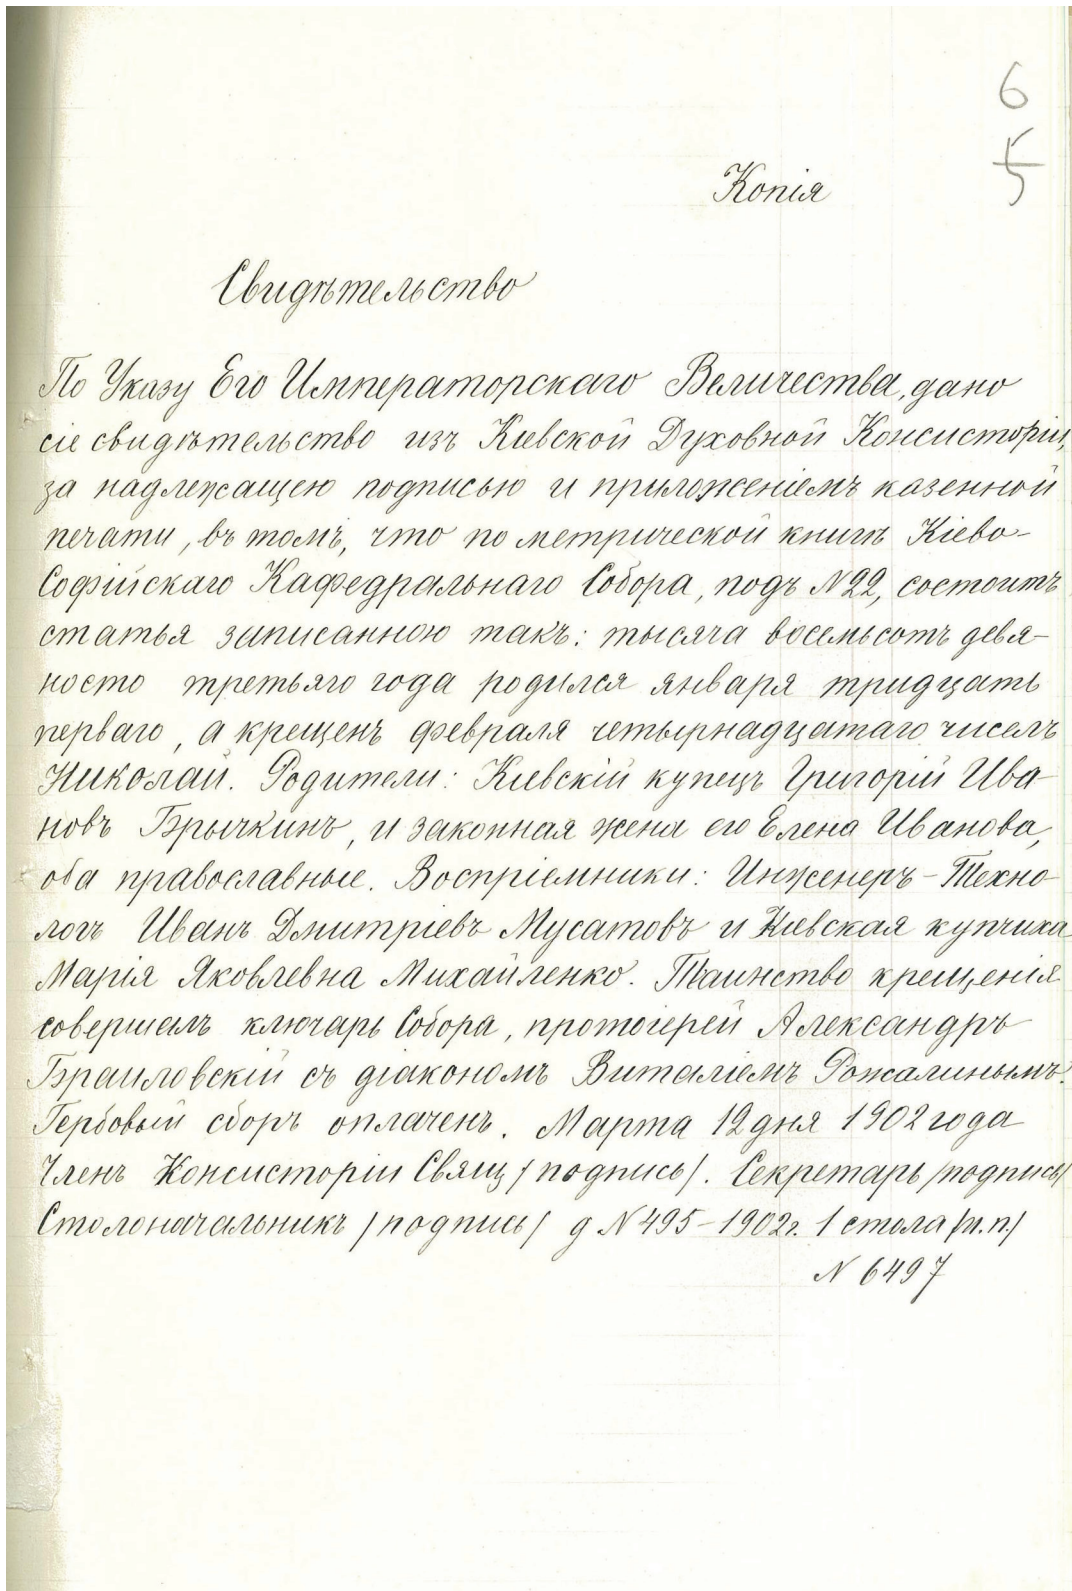 6
5
Копія
Свидѣтельство
По Указу Его Императорскаго Величества, дано
сіе свидѣтельство изъ Кіевской Духовной Консисторіи,
за надлежащею подписью и приложеніемъ казенной
печати, въ томъ, что по метрической книгѣ Кіево-
Софійскаго Кафедральнаго Собора, подъ №22, состоитъ
статья записанною такъ: тысяча восемьсотъ девя-
носто третьяго года родился января тридцать
перваго, а крещенъ февраля четырнадцатаго чиселъ
Николай. Родители: Кіевскій купецъ Григорій Ива-
новъ Брычкинъ, и законная жена его Елена Иванова,
оба православные. Воспріемники: Инженеръ-Техно-
логъ Иванъ Дмитріевъ Мусатовъ и Кіевская купчиха
Марія Яковлевна Михайленко. Таинство крещенія
совершалъ ключарь Собора, протоіерей Александръ
Браиловскій съ діакономъ Виталіемъ Рожалинымъ.
Гербовый сборъ оплаченъ. Марта 12 дня 1902 года
Членъ Консисторіи Свящ/подпись/. Секретарь/подпись/
Столоначальникъ/подпись/ д №495-1902г. 1 стола/м.п./
№ 6497